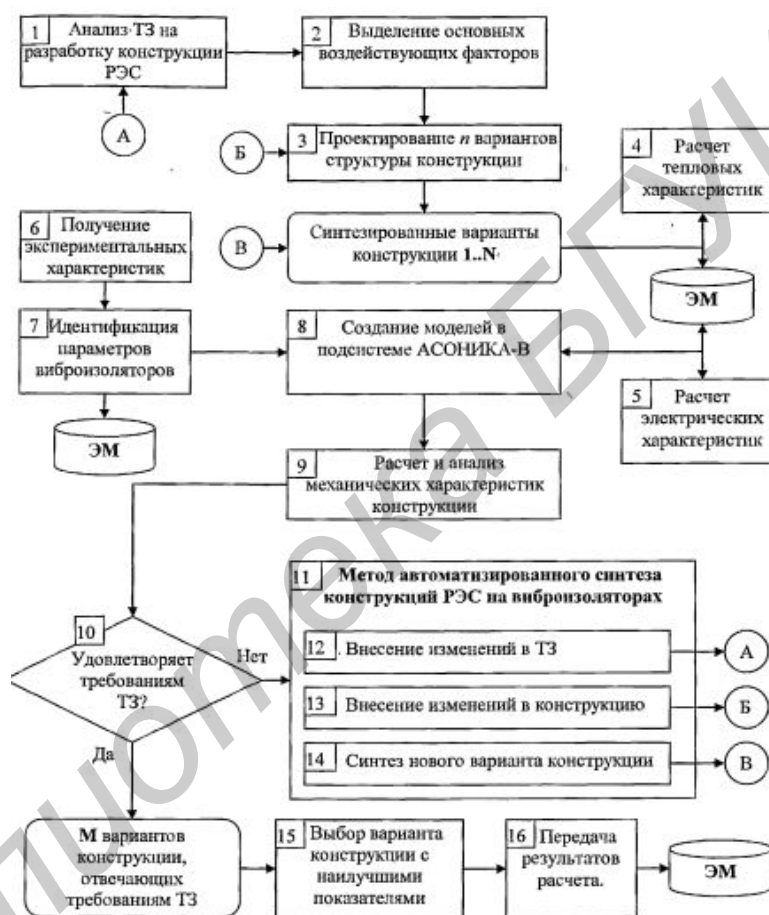 1
Анализ ТЗ на
разработку конструкции
РЭС
2
Выделение основных
воздействующих факторов
А
Б
3
Проектирование n вариантов
структуры конструкции
4
Расчет
тепловых
характеристик
6
Получение
экспериментальных
характеристик
В
Синтезированные варианты
конструкции 1..N
ЭМ
7
Идентификация
параметров
виброизоляторов
8
Создание моделей в
подсистеме АСОНИКА-В
5
Расчет
электрических
характеристик
ЭМ
9
Расчет и анализ
механических характеристик
конструкции
10
Удовлетворяет
требованиям
ТЗ?
Нет
Да
11
Метод автоматизированного синтеза
конструкций РЭС на виброизоляторах
12
. Внесение изменений в ТЗ
А
13
Внесение изменений в конструкцию
Б
14
Синтез нового варианта конструкции
В
М вариантов
конструкции,
отвечающих
требованиям ТЗ
15
Выбор варианта
конструкции с
наилучшими
показателями
16
Передача
результатов
расчета.
ЭМ
лиотека БГУ